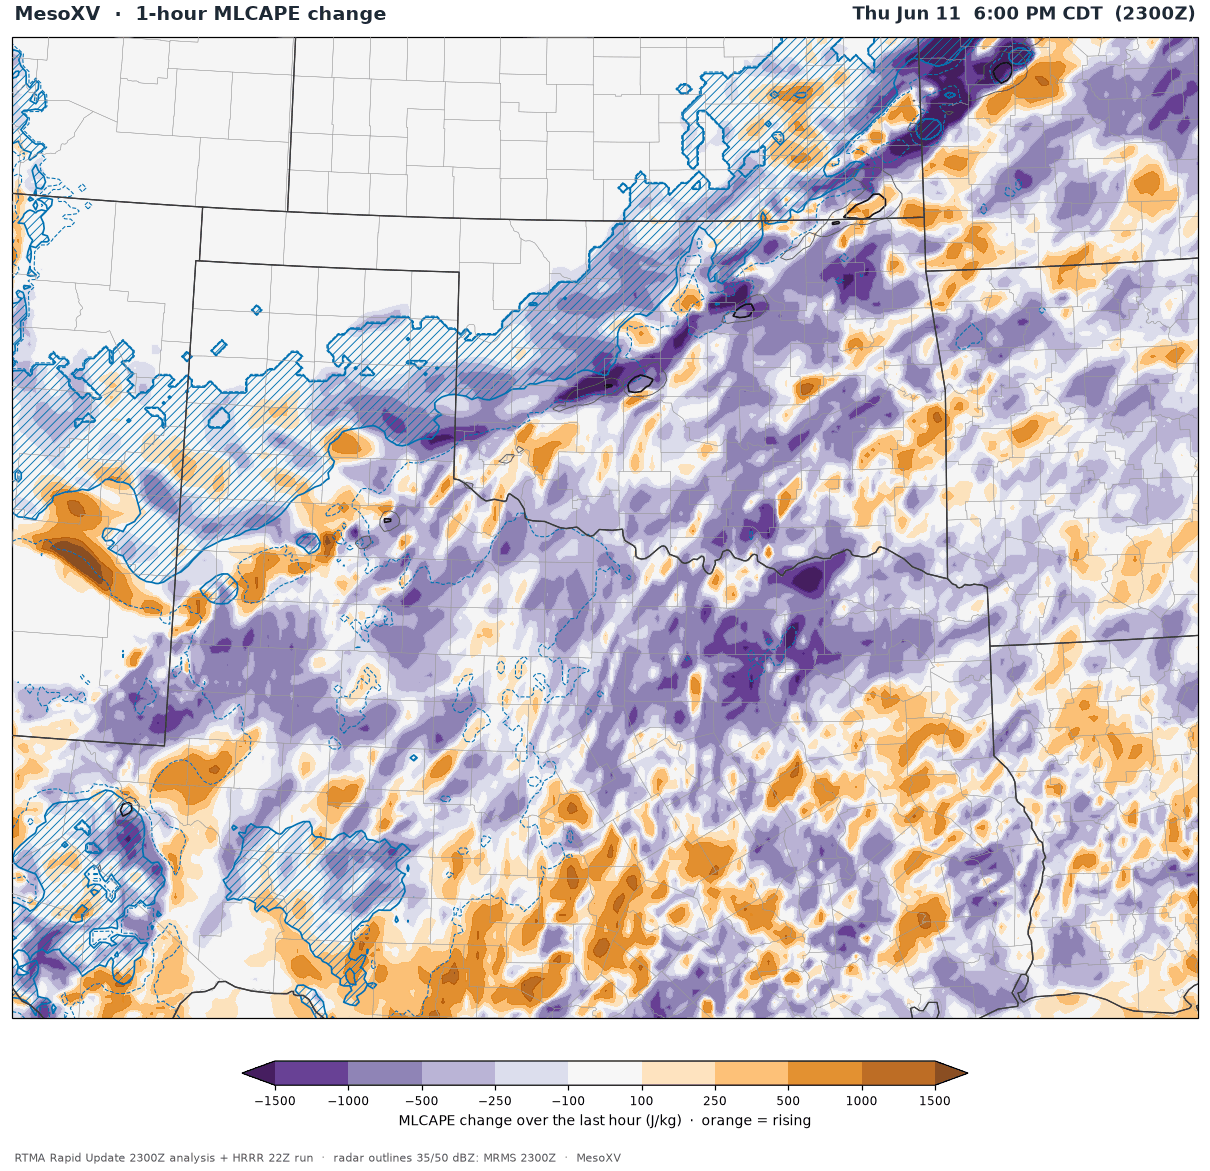 MesoXV · 1-hour MLCAPE change
Thu Jun 11 6:00 PM CDT (2300Z)
−1500 −1000 −500 −250 −100 100 250 500 1000 1500
MLCAPE change over the last hour (J/kg) · orange = rising
RTMA Rapid Update 2300Z analysis + HRRR 22Z run · radar outlines 35/50 dBZ: MRMS 2300Z · MesoXV